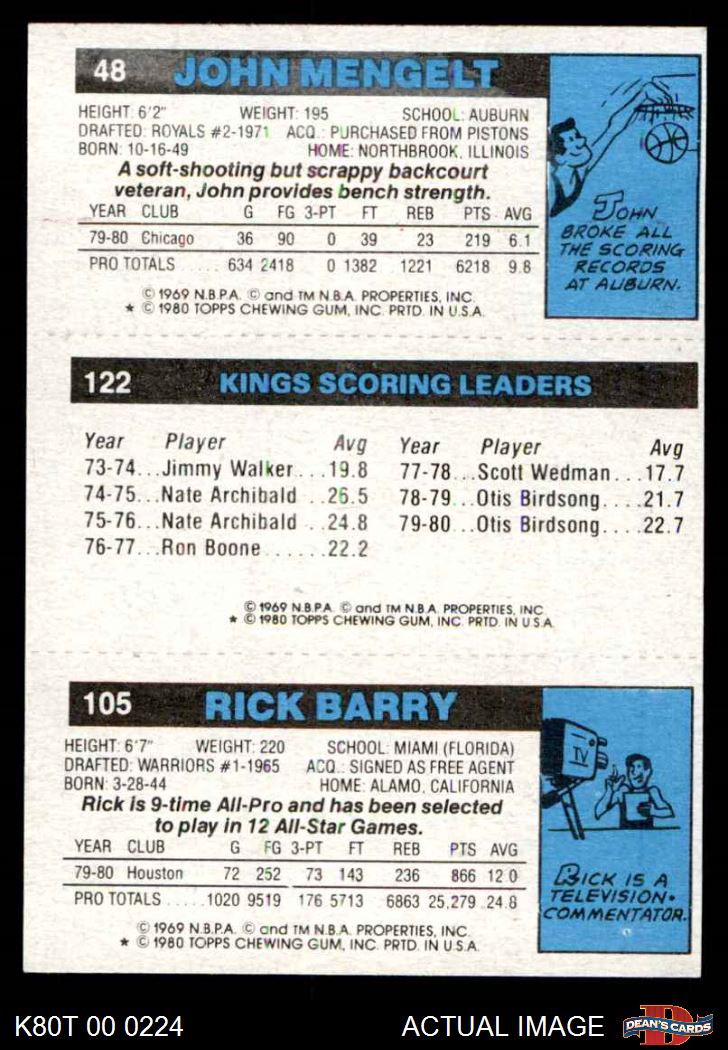 48 JOHN MENGELT
HEIGHT: 6'2" WEIGHT: 195 SCHOOL: AUBURN
DRAFTED: ROYALS #2-1971 ACQ.: PURCHASED FROM PISTONS
BORN: 10-16-49 HOME: NORTHBROOK, ILLINOIS
A soft-shooting but scrappy backcourt
veteran, John provides bench strength.
YEAR CLUB G FG 3-PT FT REB PTS AVG
79-80 Chicago 36 90 0 39 23 219 6.1
PRO TOTALS ..... 634 2418 0 1382 1221 6218 9.8
© 1969 N.B.P.A. © and TM N.B.A. PROPERTIES, INC.
* © 1980 TOPPS CHEWING GUM, INC. PRTD. IN U.S.A.
JOHN
BROKE ALL
THE SCORING
RECORDS
AT AUBURN.
122 KINGS SCORING LEADERS
Year Player Avg Year Player Avg
73-74...Jimmy Walker...19.8 77-78...Scott Wedman...17.7
74-75...Nate Archibald ..26.5 78-79...Otis Birdsong....21.7
75-76...Nate Archibald ..24.8 79-80...Otis Birdsong....22.7
76-77...Ron Boone ......22.2
© 1969 N.B.P.A. © and TM N.B.A. PROPERTIES, INC.
* © 1980 TOPPS CHEWING GUM, INC. PRTD. IN U.S.A.
105 RICK BARRY
HEIGHT: 6'7" WEIGHT: 220 SCHOOL: MIAMI (FLORIDA)
DRAFTED: WARRIORS #1-1965 ACQ.: SIGNED AS FREE AGENT
BORN: 3-28-44 HOME: ALAMO, CALIFORNIA
Rick is 9-time All-Pro and has been selected
to play in 12 All-Star Games.
YEAR CLUB G FG 3-PT FT REB PTS AVG
79-80 Houston 72 252 73 143 236 866 12.0
PRO TOTALS ..... 1020 9519 176 5713 6863 25,279 24.8
© 1969 N.B.P.A. © and TM N.B.A. PROPERTIES, INC.
* © 1980 TOPPS CHEWING GUM, INC. PRTD. IN U.S.A.
TV
RICK IS A
TELEVISION
COMMENTATOR.
K80T 00 0224 ACTUAL IMAGE
D
DEAN'S CARDS